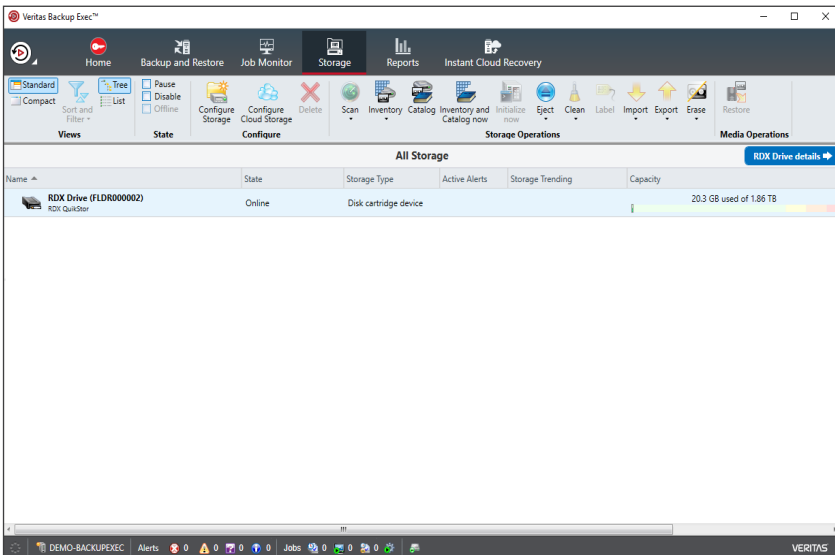 Veritas Backup Exec™
Home
Backup and Restore
Job Monitor
Storage
Reports
Instant Cloud Recovery
Standard
Compact
Sort and
Filter
Tree
List
Views
Pause
Disable
Offline
State
Configure
Storage
Configure
Cloud Storage
Delete
Configure
Scan
Inventory
Catalog
Inventory and
Catalog now
Initialize
now
Eject
Clean
Label
Import
Export
Erase
Storage Operations
Restore
Media Operations
All Storage
RDX Drive details
Name
State
Storage Type
Active Alerts
Storage Trending
Capacity
RDX Drive (FLDR000002)
RDX QuikStor
Online
Disk cartridge device
20.3 GB used of 1.86 TB
DEMO-BACKUPEXEC
Alerts
0
0
0
0
Jobs
0
0
0
VERITAS